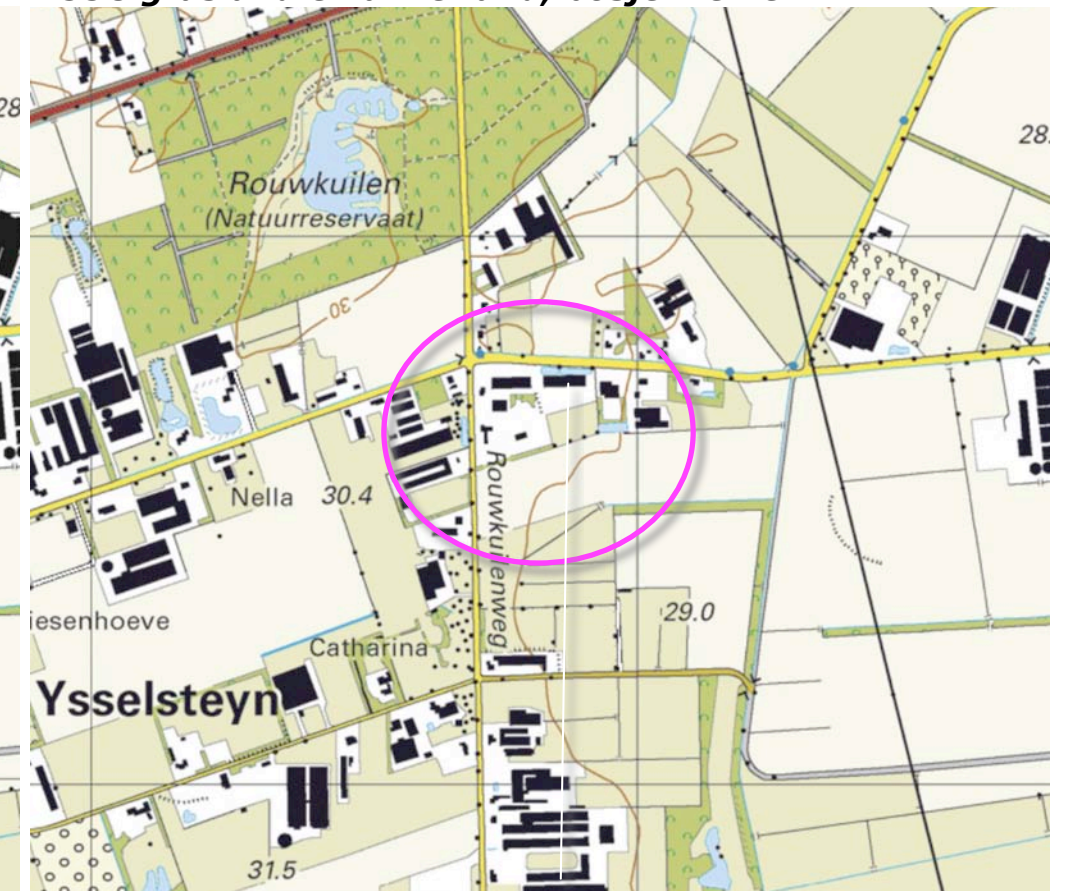 28
28.
Rouwkuilen
(Natuurreservaat)
30
Nella
30.4
Rouwkuilenweg
iesenhoeve
29.0
Catharina
Ysselsteyn
31.5